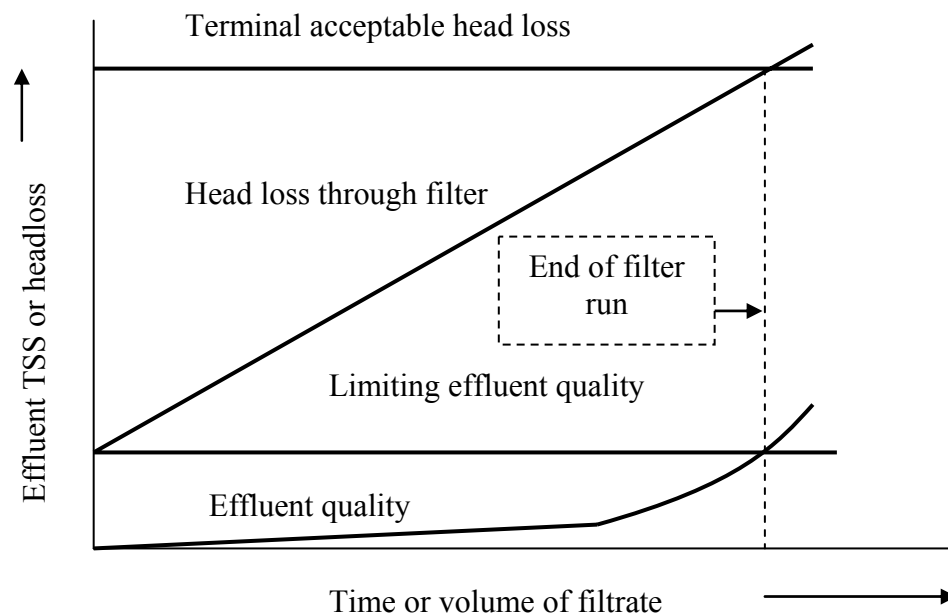 Terminal acceptable head loss
Effluent TSS or headloss
Head loss through filter
End of filter
run
Limiting effluent quality
Effluent quality
Time or volume of filtrate